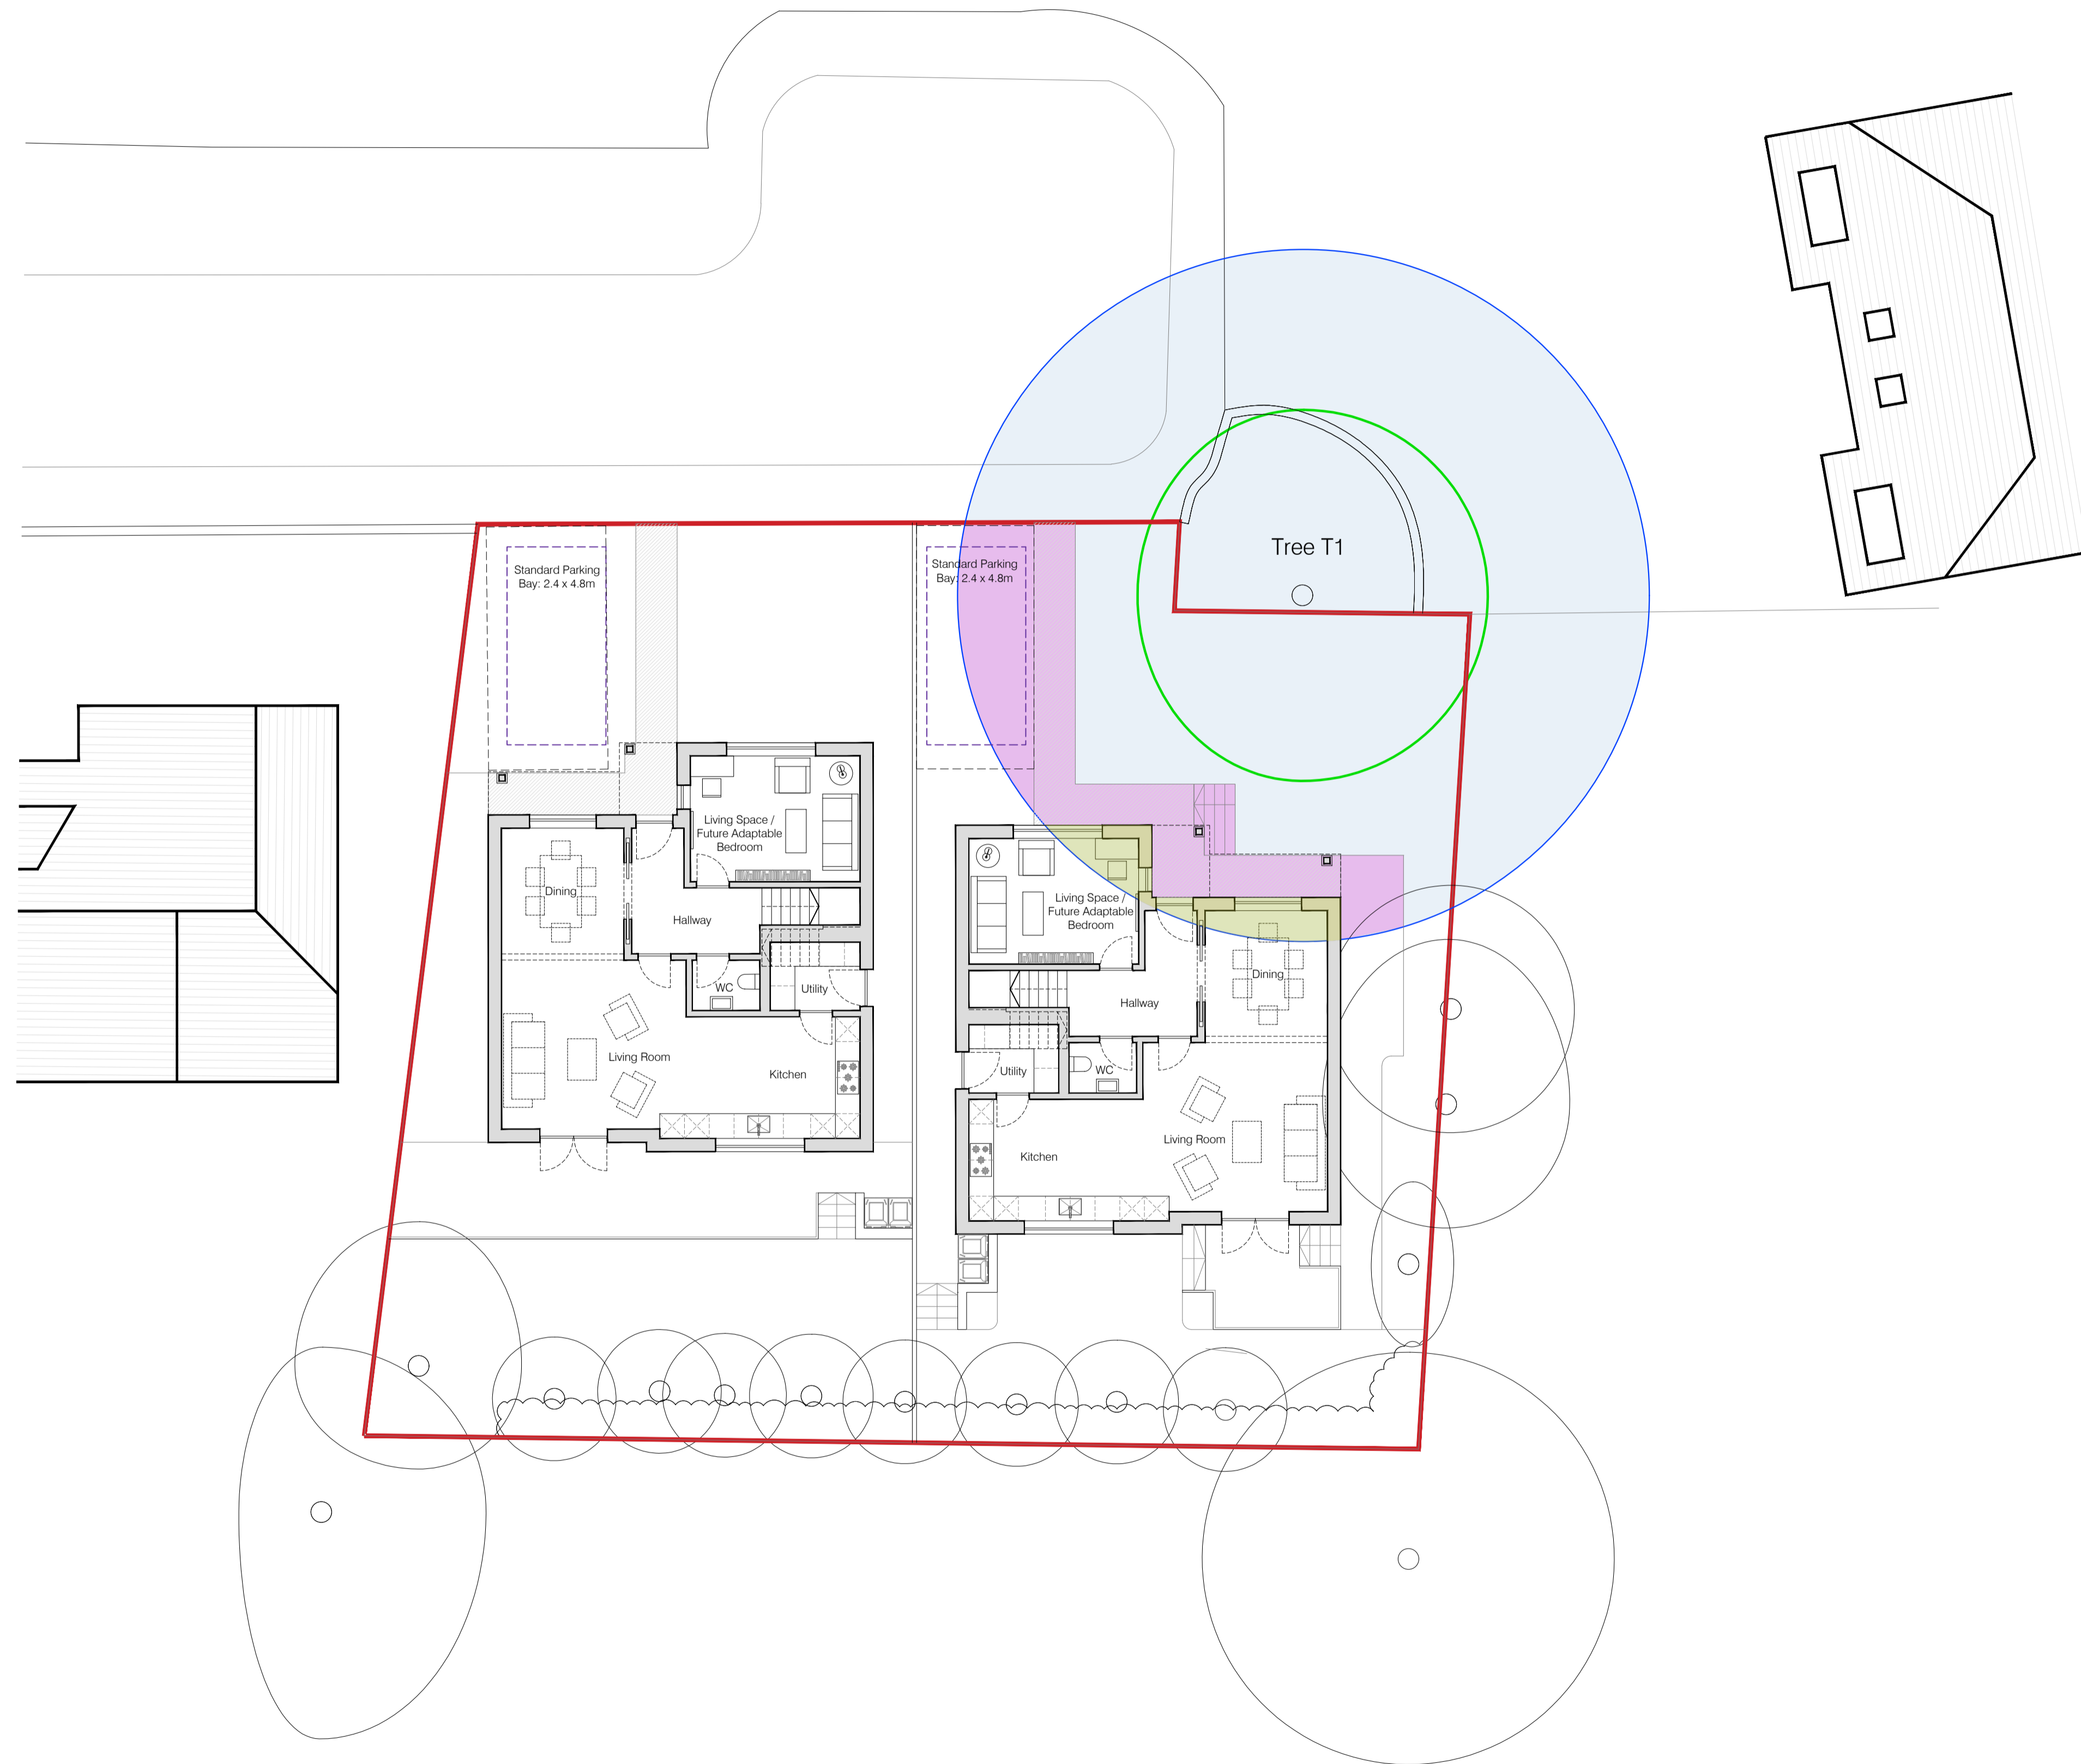 Tree T1
Standard Parking
Bay: 2.4 x 4.8m
Standard Parking
Bay: 2.4 x 4.8m
Living Space /
Future Adaptable
Bedroom
Dining
Hallway
WC
Utility
Living Room
Kitchen
Living Space /
Future Adaptable
Bedroom
Dining
Hallway
Utility
WC
Living Room
Kitchen